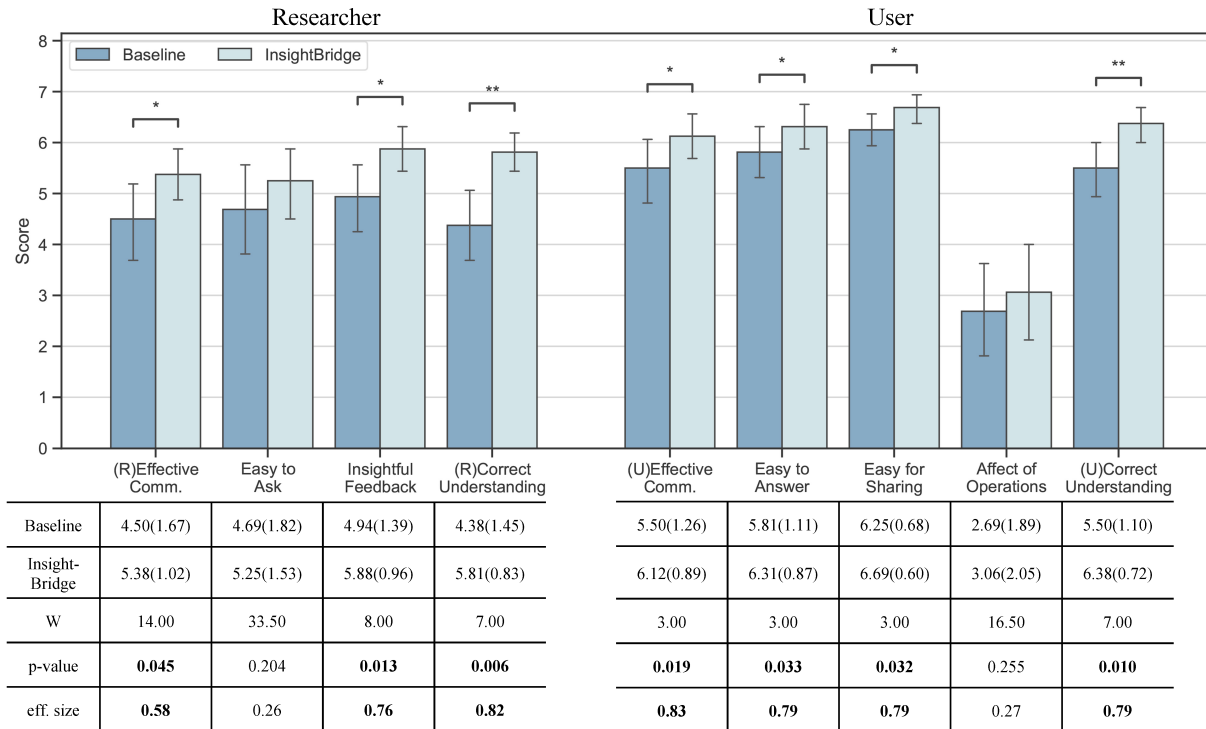 Researcher
User
Baseline
InsightBridge
Score
8
7
6
5
4
3
2
1
0
*
*
**
*
*
*
**
(R)Effective
Comm.
Easy to
Ask
Insightful
Feedback
(R)Correct
Understanding
(U)Effective
Comm.
Easy to
Answer
Easy for
Sharing
Affect of
Operations
(U)Correct
Understanding
Baseline 4.50(1.67) 4.69(1.82) 4.94(1.39) 4.38(1.45) 5.50(1.26) 5.81(1.11) 6.25(0.68) 2.69(1.89) 5.50(1.10)
Insight-
Bridge 5.38(1.02) 5.25(1.53) 5.88(0.96) 5.81(0.83) 6.12(0.89) 6.31(0.87) 6.69(0.60) 3.06(2.05) 6.38(0.72)
W 14.00 33.50 8.00 7.00 3.00 3.00 3.00 16.50 7.00
p-value 0.045 0.204 0.013 0.006 0.019 0.033 0.032 0.255 0.010
eff. size 0.58 0.26 0.76 0.82 0.83 0.79 0.79 0.27 0.79